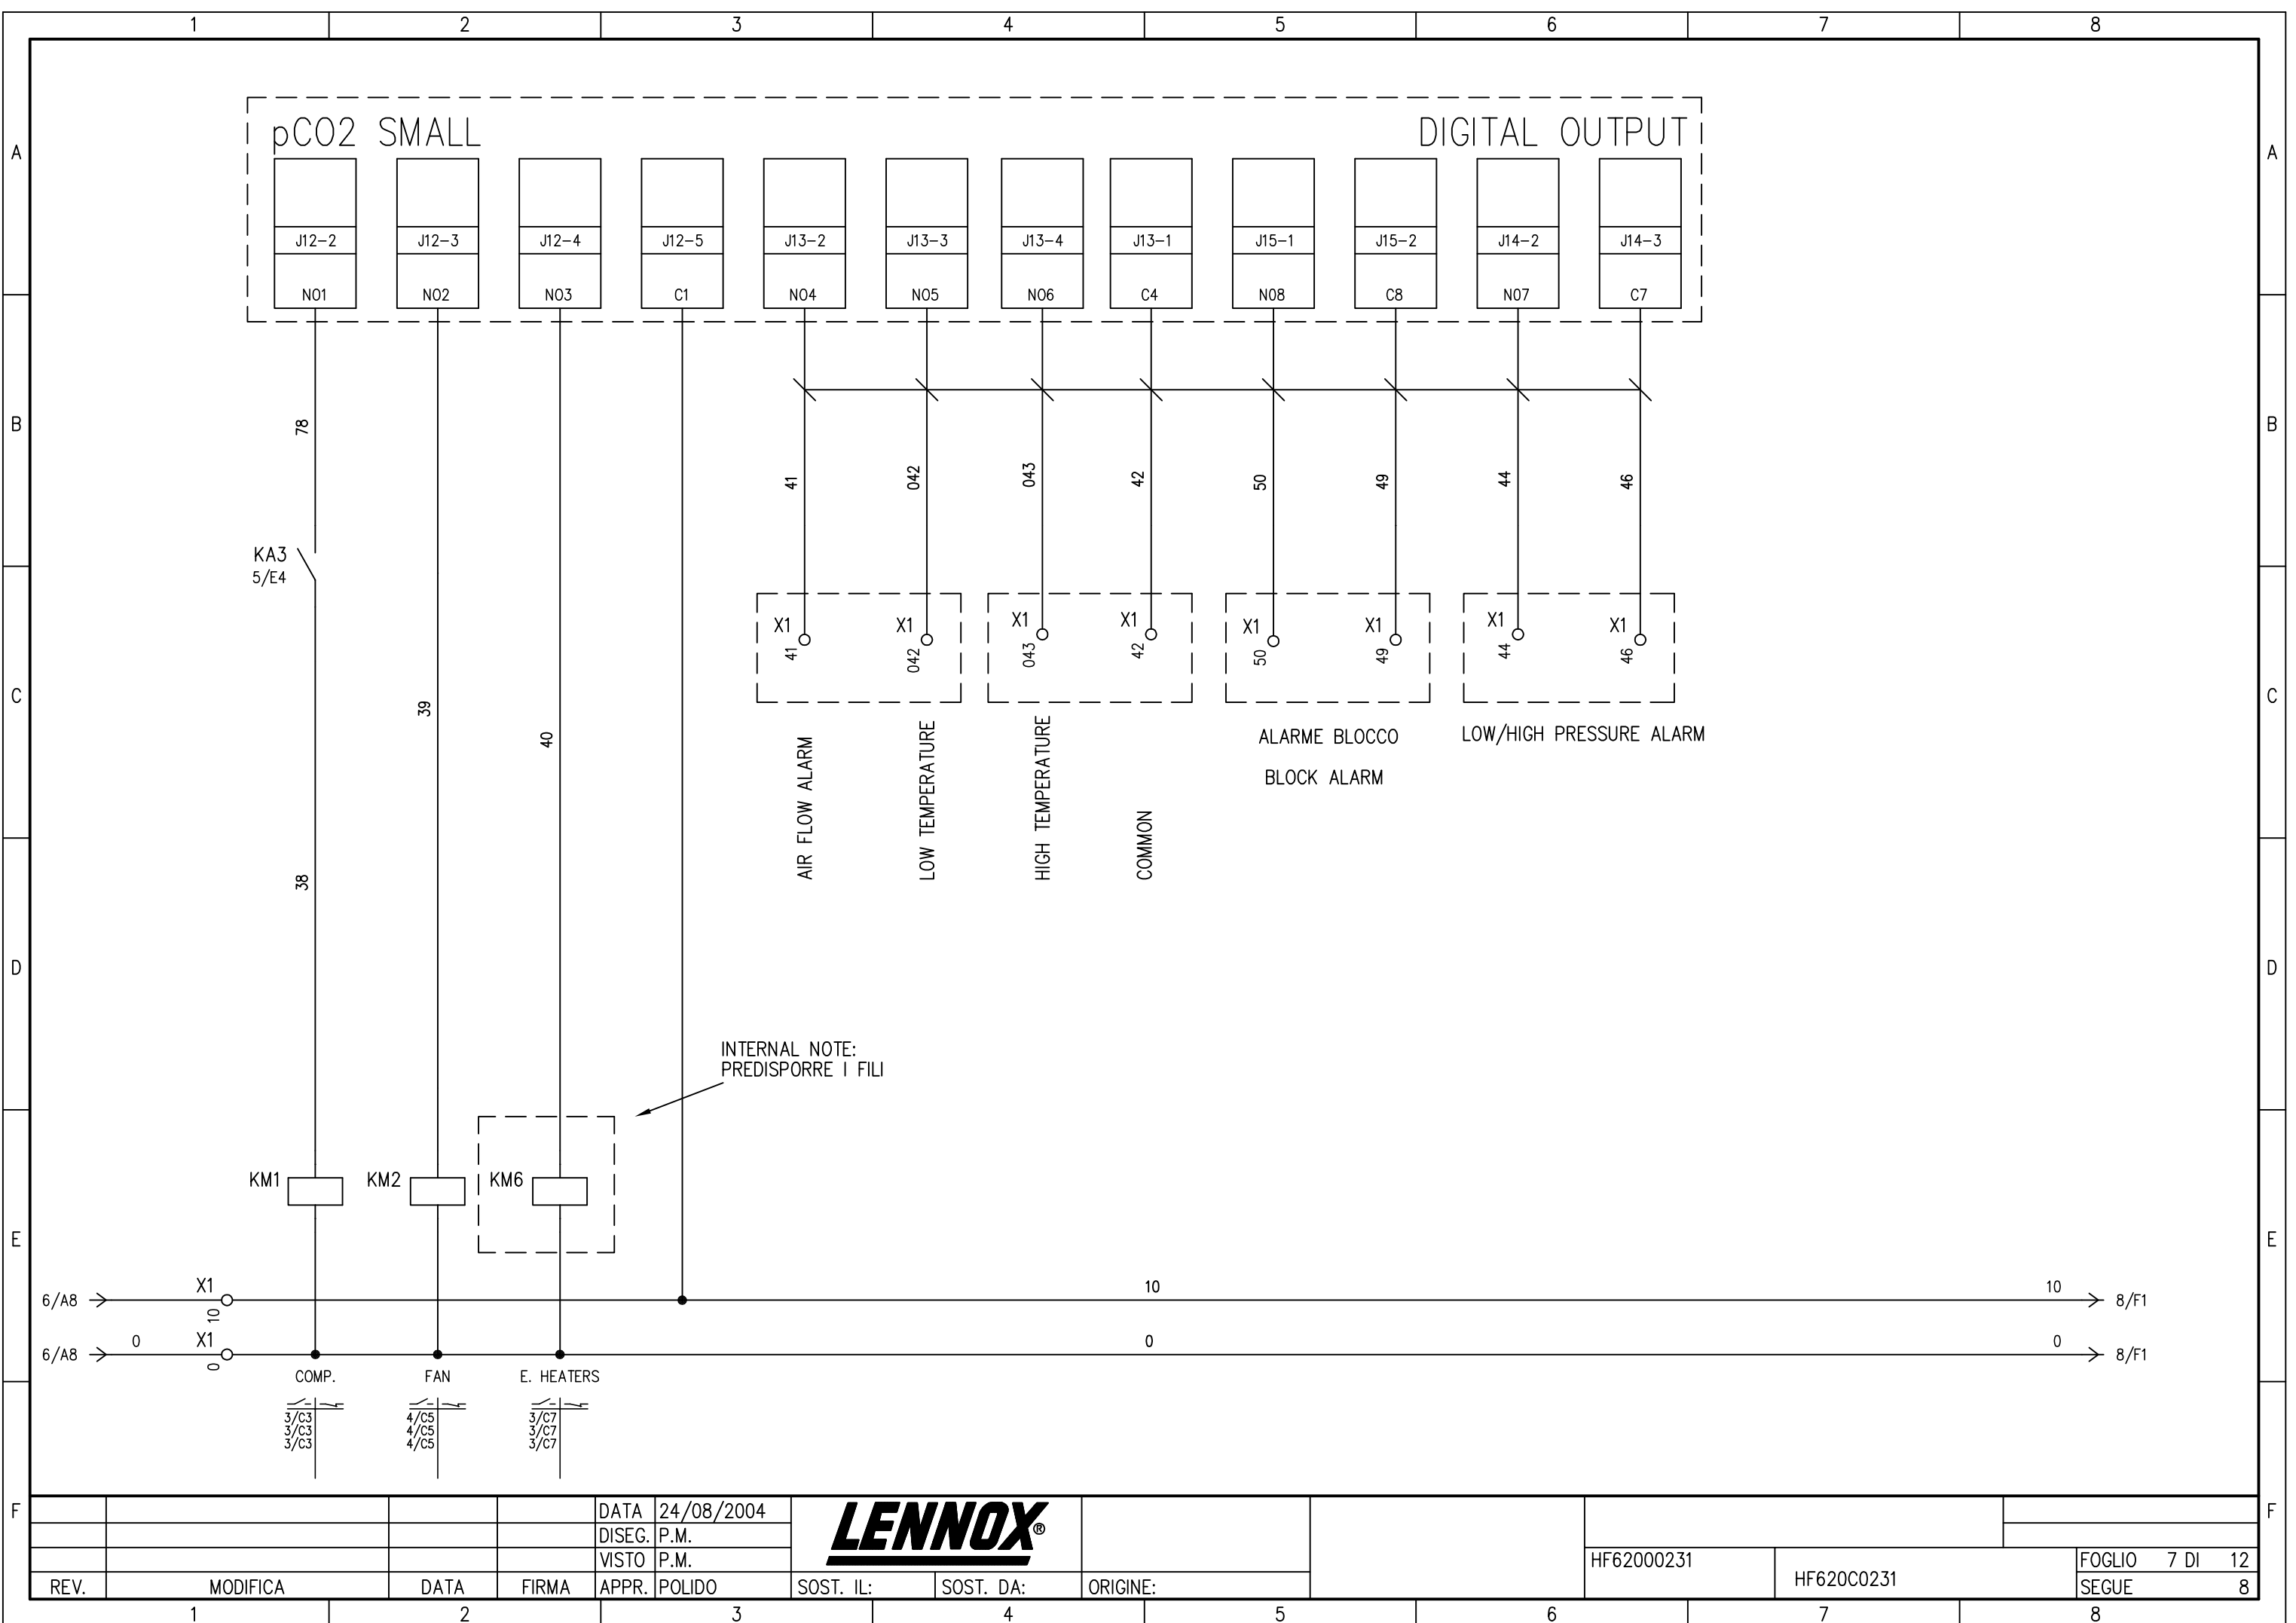 1 2 3 4 5 6 7 8
A A
pCO2 SMALL DIGITAL OUTPUT
J12-2 J12-3 J12-4 J12-5 J13-2 J13-3 J13-4 J13-1 J15-1 J15-2 J14-2 J14-3
NO1 NO2 NO3 C1 NO4 NO5 NO6 C4 NO8 C8 NO7 C7
B B
78 41 042 043 42 50 49 44 46
KA3
5/E4
X1 X1 X1 X1 X1 X1 X1 X1
41 042 043 42 50 49 44 46
C C
39
40
AIR FLOW ALARM
LOW TEMPERATURE
HIGH TEMPERATURE
COMMON
ALARME BLOCCO
BLOCK ALARM
LOW/HIGH PRESSURE ALARM
38
D D
INTERNAL NOTE:
PREDISPORRE I FILI
KM1 KM2 KM6
E E
6/A8 X1 10 10 10 8/F1
6/A8 0 X1 0 0 0 8/F1
COMP. FAN E. HEATERS
3/C3 4/C5 3/C7
3/C3 4/C5 3/C7
3/C3 4/C5 3/C7
F F
DATA 24/08/2004
LENNOX®
DISEG. P.M.
VISTO P.M.
HF62000231
HF620C0231
FOGLIO 7 DI 12
REV. MODIFICA DATA FIRMA APPR. POLIDO SOST. IL: SOST. DA: ORIGINE:
SEGUE 8
1 2 3 4 5 6 7 8